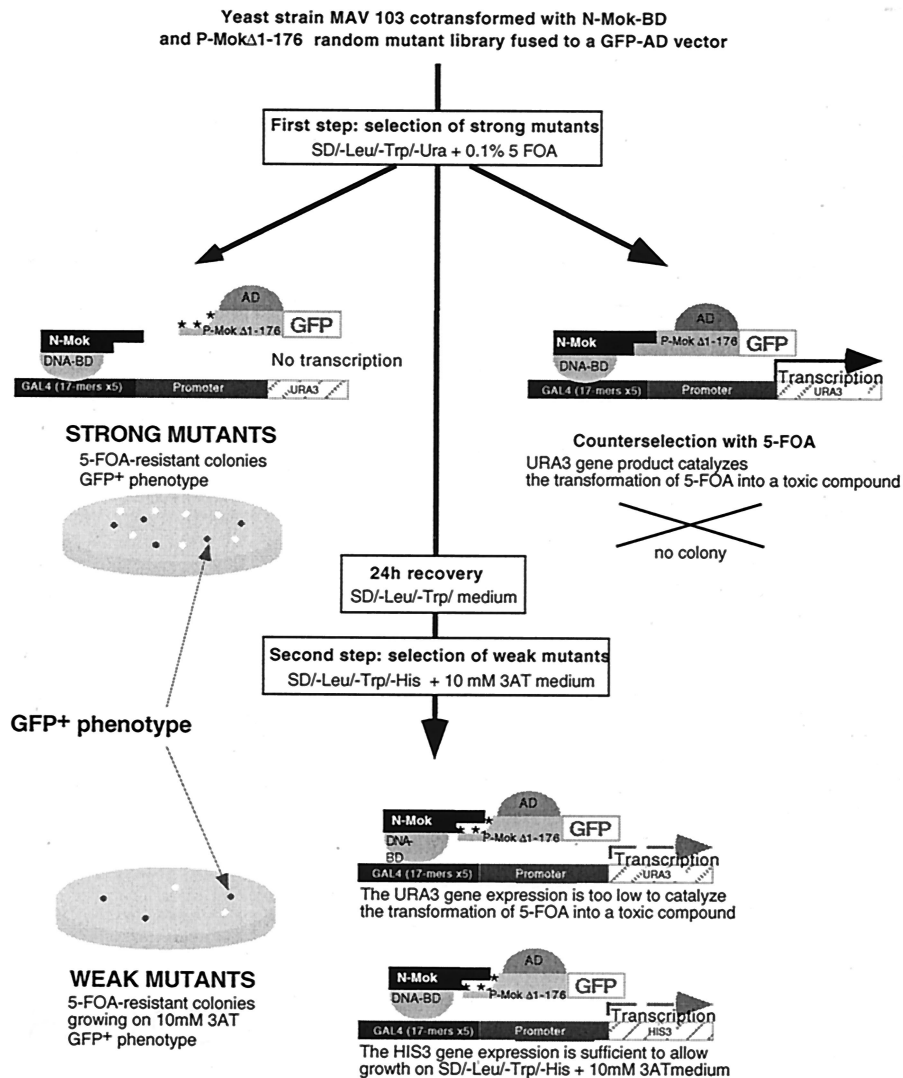 Yeast strain MAV 103 cotransformed with N-Mok-BD
and P-MokΔ1-176 random mutant library fused to a GFP-AD vector
First step: selection of strong mutants
SD/-Leu/-Trp/-Ura + 0.1% 5 FOA
AD
P-Mok Δ1-176
GFP
N-Mok
DNA-BD
No transcription
GAL4 (17-mers x5)
Promoter
URA3
STRONG MUTANTS
5-FOA-resistant colonies
GFP+ phenotype
AD
N-Mok
P-Mok Δ1-176
GFP
DNA-BD
Transcription
GAL4 (17-mers x5)
Promoter
URA3
Counterselection with 5-FOA
URA3 gene product catalyzes
the transformation of 5-FOA into a toxic compound
no colony
24h recovery
SD/-Leu/-Trp/ medium
Second step: selection of weak mutants
SD/-Leu/-Trp/-His + 10 mM 3AT medium
GFP+ phenotype
AD
N-Mok
P-Mok Δ1-176
GFP
DNA-
BD
Transcription
GAL4 (17-mers x5)
Promoter
URA3
The URA3 gene expression is too low to catalyze
the transformation of 5-FOA into a toxic compound
WEAK MUTANTS
5-FOA-resistant colonies
growing on 10mM 3AT
GFP+ phenotype
AD
N-Mok
P-Mok Δ1-176
GFP
DNA-BD
Transcription
GAL4 (17-mers x5)
Promoter
HIS3
The HIS3 gene expression is sufficient to allow
growth on SD/-Leu/-Trp/-His + 10mM 3ATmedium